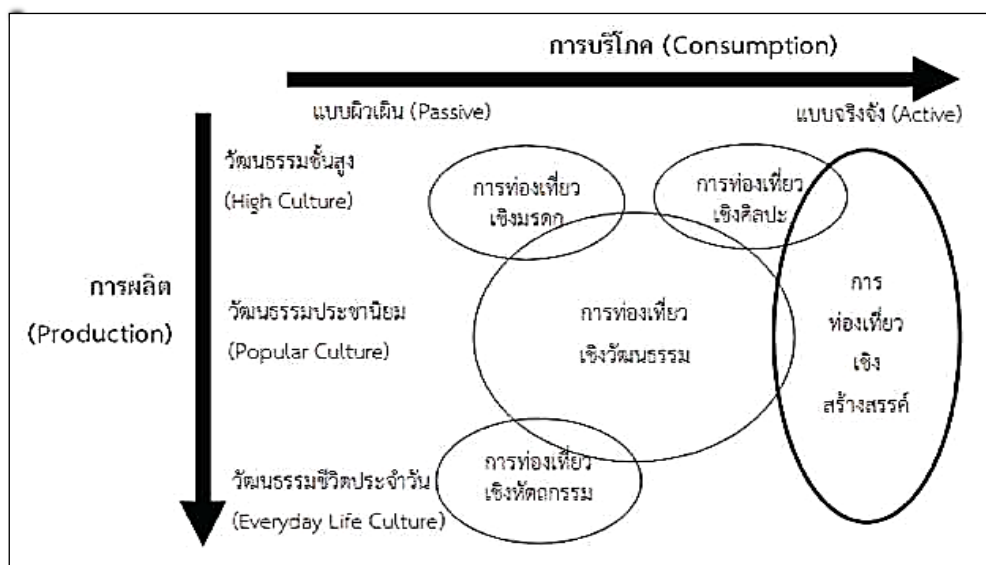 การบริโภค (Consumption)
แบบผิวเผิน (Passive)
แบบจริงจัง (Active)
วัฒนธรรมชั้นสูง
(High Culture)
การท่องเที่ยว
เชิงมรดก
การท่องเที่ยว
เชิงศิลปะ
การผลิต
(Production)
วัฒนธรรมประชานิยม
(Popular Culture)
การท่องเที่ยว
เชิงวัฒนธรรม
การ
ท่องเที่ยว
เชิง
สร้างสรรค์
วัฒนธรรมชีวิตประจำวัน
(Everyday Life Culture)
การท่องเที่ยว
เชิงหัตถกรรม